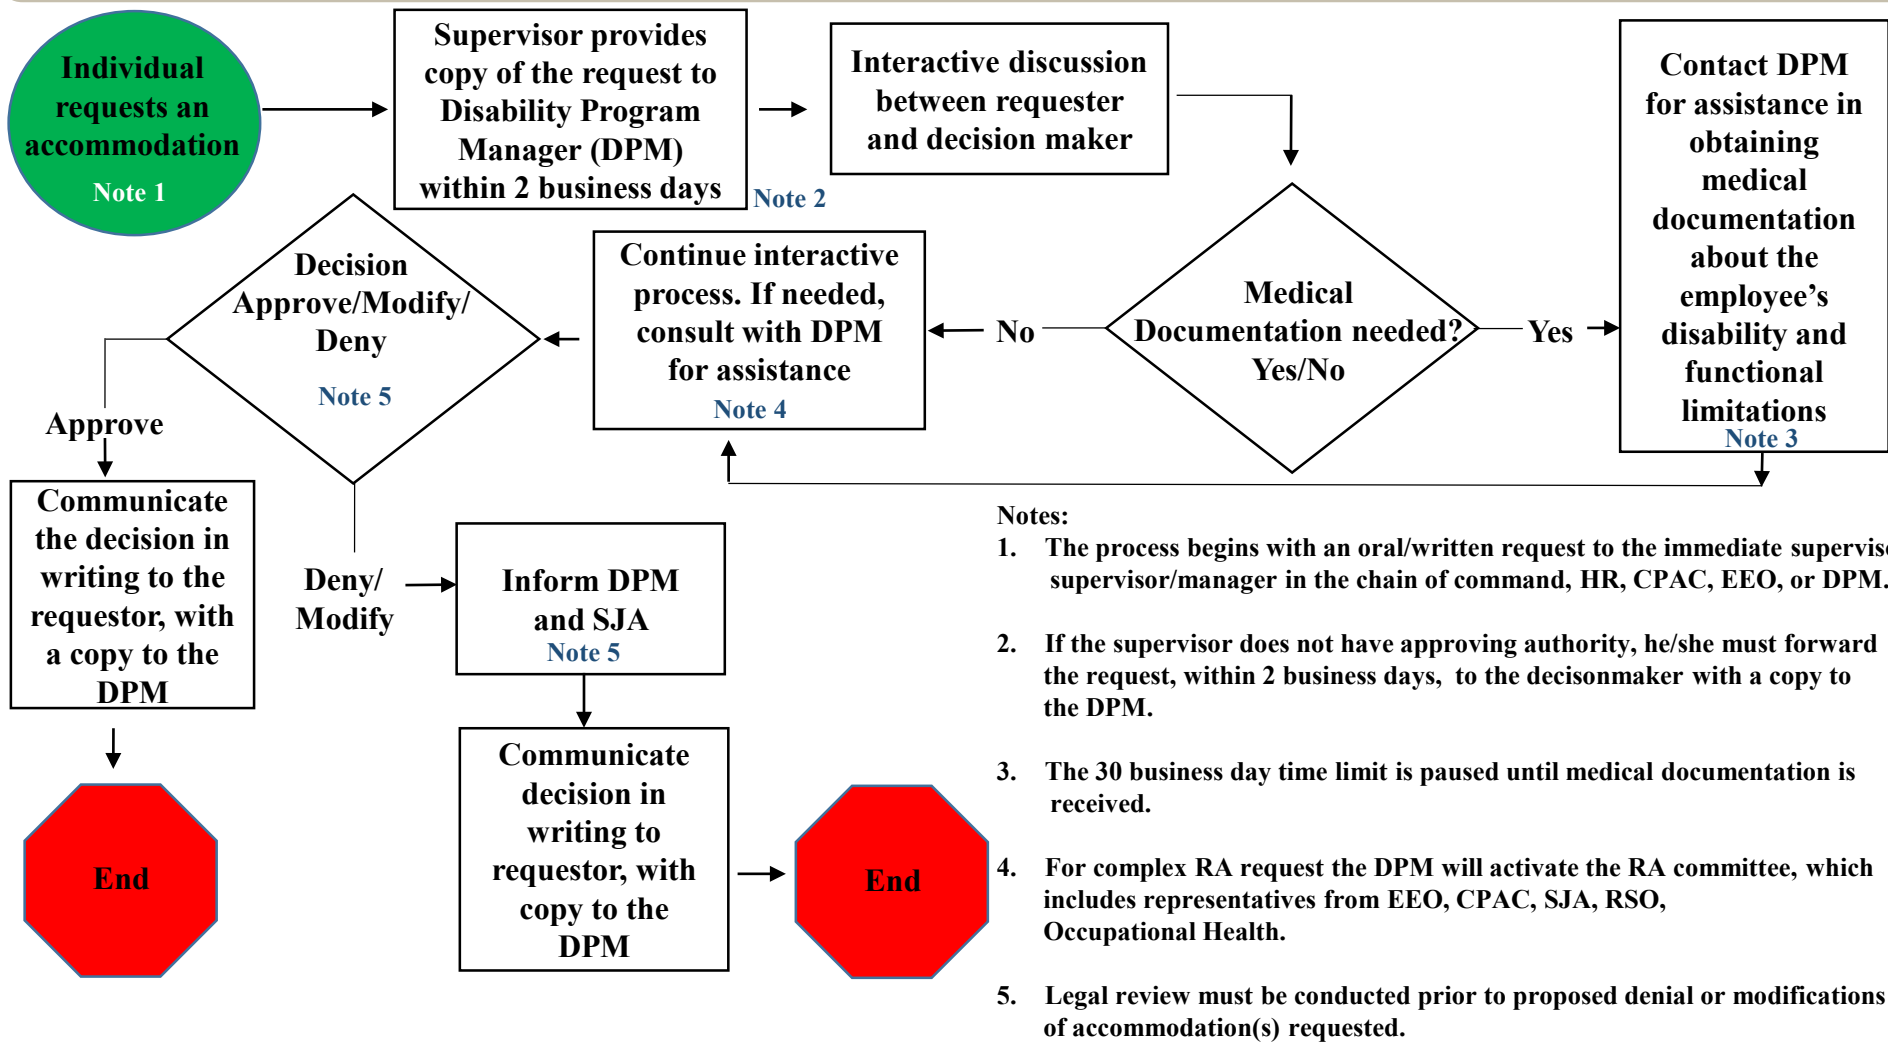 Individual
requests an
accommodation
Note 1
Supervisor provides
copy of the request to
Disability Program
Manager (DPM)
within 2 business days
Note 2
Interactive discussion
between requester
and decision maker
Contact DPM
for assistance in
obtaining
medical
documentation
about the
employee’s
disability and
functional
limitations
Note 3
Medical
Documentation needed?
Yes/No
Yes
No
Continue interactive
process. If needed,
consult with DPM
for assistance
Note 4
Decision
Approve/Modify/
Deny
Note 5
Approve
Communicate
the decision in
writing to the
requestor, with
a copy to the
DPM
End
Deny/
Modify
Inform DPM
and SJA
Note 5
Communicate
decision in
writing to
requestor, with
copy to the
DPM
End
Notes:
1. The process begins with an oral/written request to the immediate
supervisor/manager in the chain of command, HR, CPAC, EEO, or DPM.
2. If the supervisor does not have approving authority, he/she must forward
the request, within 2 business days, to the decisonmaker with a copy to
the DPM.
3. The 30 business day time limit is paused until medical documentation is
received.
4. For complex RA request the DPM will activate the RA committee, which
includes representatives from EEO, CPAC, SJA, RSO,
Occupational Health.
5. Legal review must be conducted prior to proposed denial or modifications
of accommodation(s) requested.